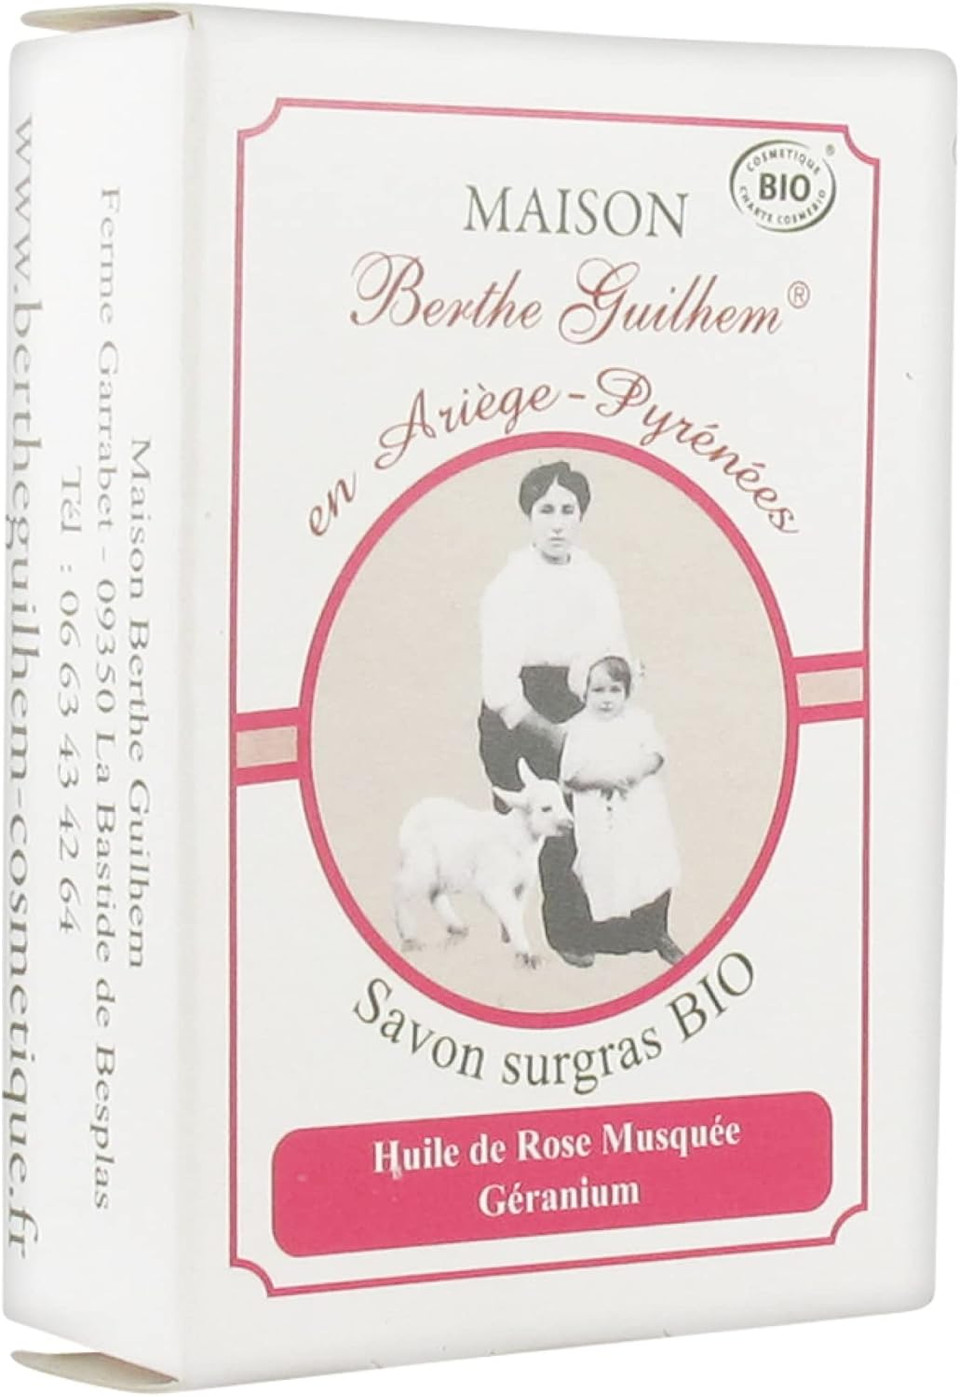 MAISON
Berthe Guilhem®
en Ariège-Pyrénées
COSMETIQUE ®
BIO
CHARTE COSMEBIO
Savon surgras BIO
Huile de Rose Musquée
Géranium
Maison Berthe Guilhem
Ferme Garrabet - 09350 La Bastide de Besplas
Tél : 06 63 43 42 64
www.bertheguilhem-cosmetique.fr